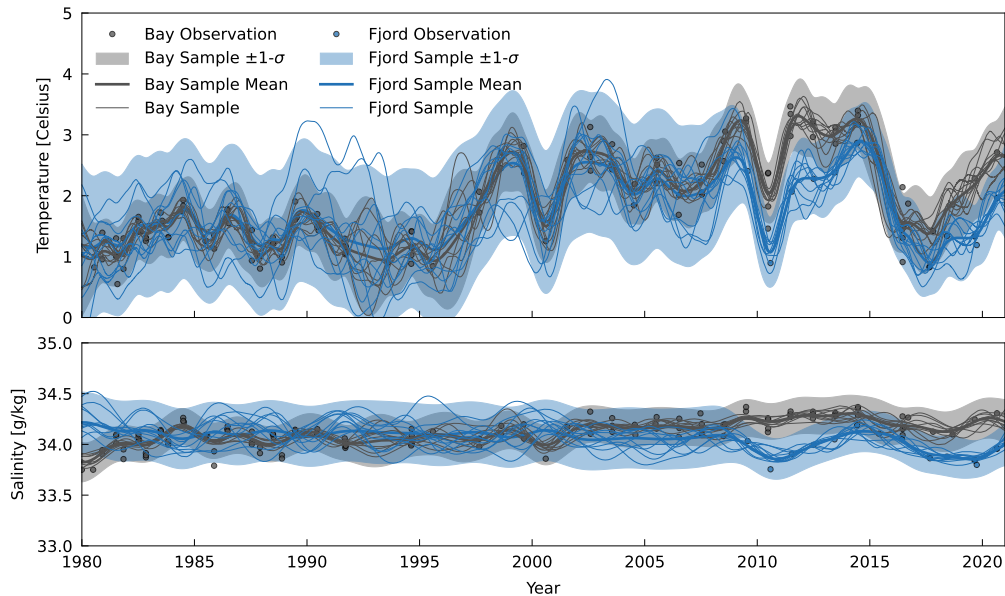 5
4
3
2
1
0
Temperature [Celsius]
Bay Observation
Bay Sample ±1-σ
Bay Sample Mean
Bay Sample
Fjord Observation
Fjord Sample ±1-σ
Fjord Sample Mean
Fjord Sample
35.0
34.5
34.0
33.5
33.0
Salinity [g/kg]
1980 1985 1990 1995 2000 2005 2010 2015 2020
Year